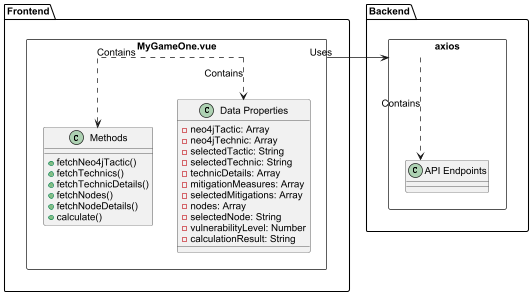 Frontend
Backend
MyGameOne.vue
axios
Uses
Contains
Contains
Contains
C Methods
fetchNeo4jTactic()
fetchTechnics()
fetchTechnicDetails()
fetchNodes()
fetchNodeDetails()
calculate()
C Data Properties
neo4jTactic: Array
neo4jTechnic: Array
selectedTactic: String
selectedTechnic: String
technicDetails: Array
mitigationMeasures: Array
selectedMitigations: Array
nodes: Array
selectedNode: String
vulnerabilityLevel: Number
calculationResult: String
C API Endpoints